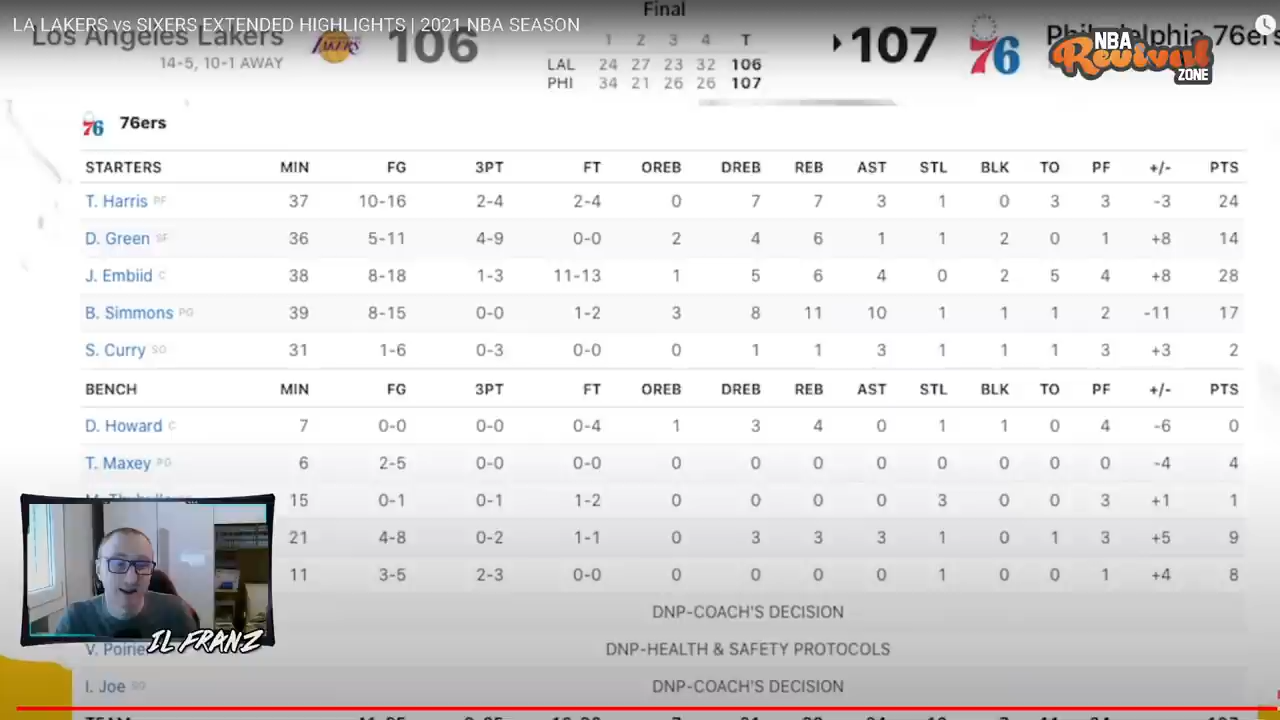 LA LAKERS vs SIXERS EXTENDED HIGHLIGHTS | 2021 NBA SEASON
Final
Los Angeles Lakers
14-5, 10-1 AWAY
LAKERS
106
1 2 3 4 T
LAL 24 27 23 32 106
PHI 34 21 26 26 107
107
76
Philadelphia 76ers
NBA
Revival
ZONE
76 76ers
STARTERS MIN FG 3PT FT OREB DREB REB AST STL BLK TO PF +/- PTS
T. Harris PF 37 10-16 2-4 2-4 0 7 7 3 1 0 3 3 -3 24
D. Green SF 36 5-11 4-9 0-0 2 4 6 1 1 2 0 1 +8 14
J. Embiid C 38 8-18 1-3 11-13 1 5 6 4 0 2 5 4 +8 28
B. Simmons PG 39 8-15 0-0 1-2 3 8 11 10 1 1 1 2 -11 17
S. Curry SG 31 1-6 0-3 0-0 0 1 1 3 1 1 1 3 +3 2
BENCH MIN FG 3PT FT OREB DREB REB AST STL BLK TO PF +/- PTS
D. Howard C 7 0-0 0-0 0-4 1 3 4 0 1 1 0 4 -6 0
T. Maxey PG 6 2-5 0-0 0-0 0 0 0 0 0 0 0 0 -4 4
15 0-1 0-1 1-2 0 0 0 0 3 0 0 3 +1 1
21 4-8 0-2 1-1 0 3 3 3 1 0 1 3 +5 9
11 3-5 2-3 0-0 0 0 0 0 1 0 0 1 +4 8
DNP-COACH'S DECISION
IL FRANZ
V. Poirie DNP-HEALTH & SAFETY PROTOCOLS
I. Joe SG DNP-COACH'S DECISION